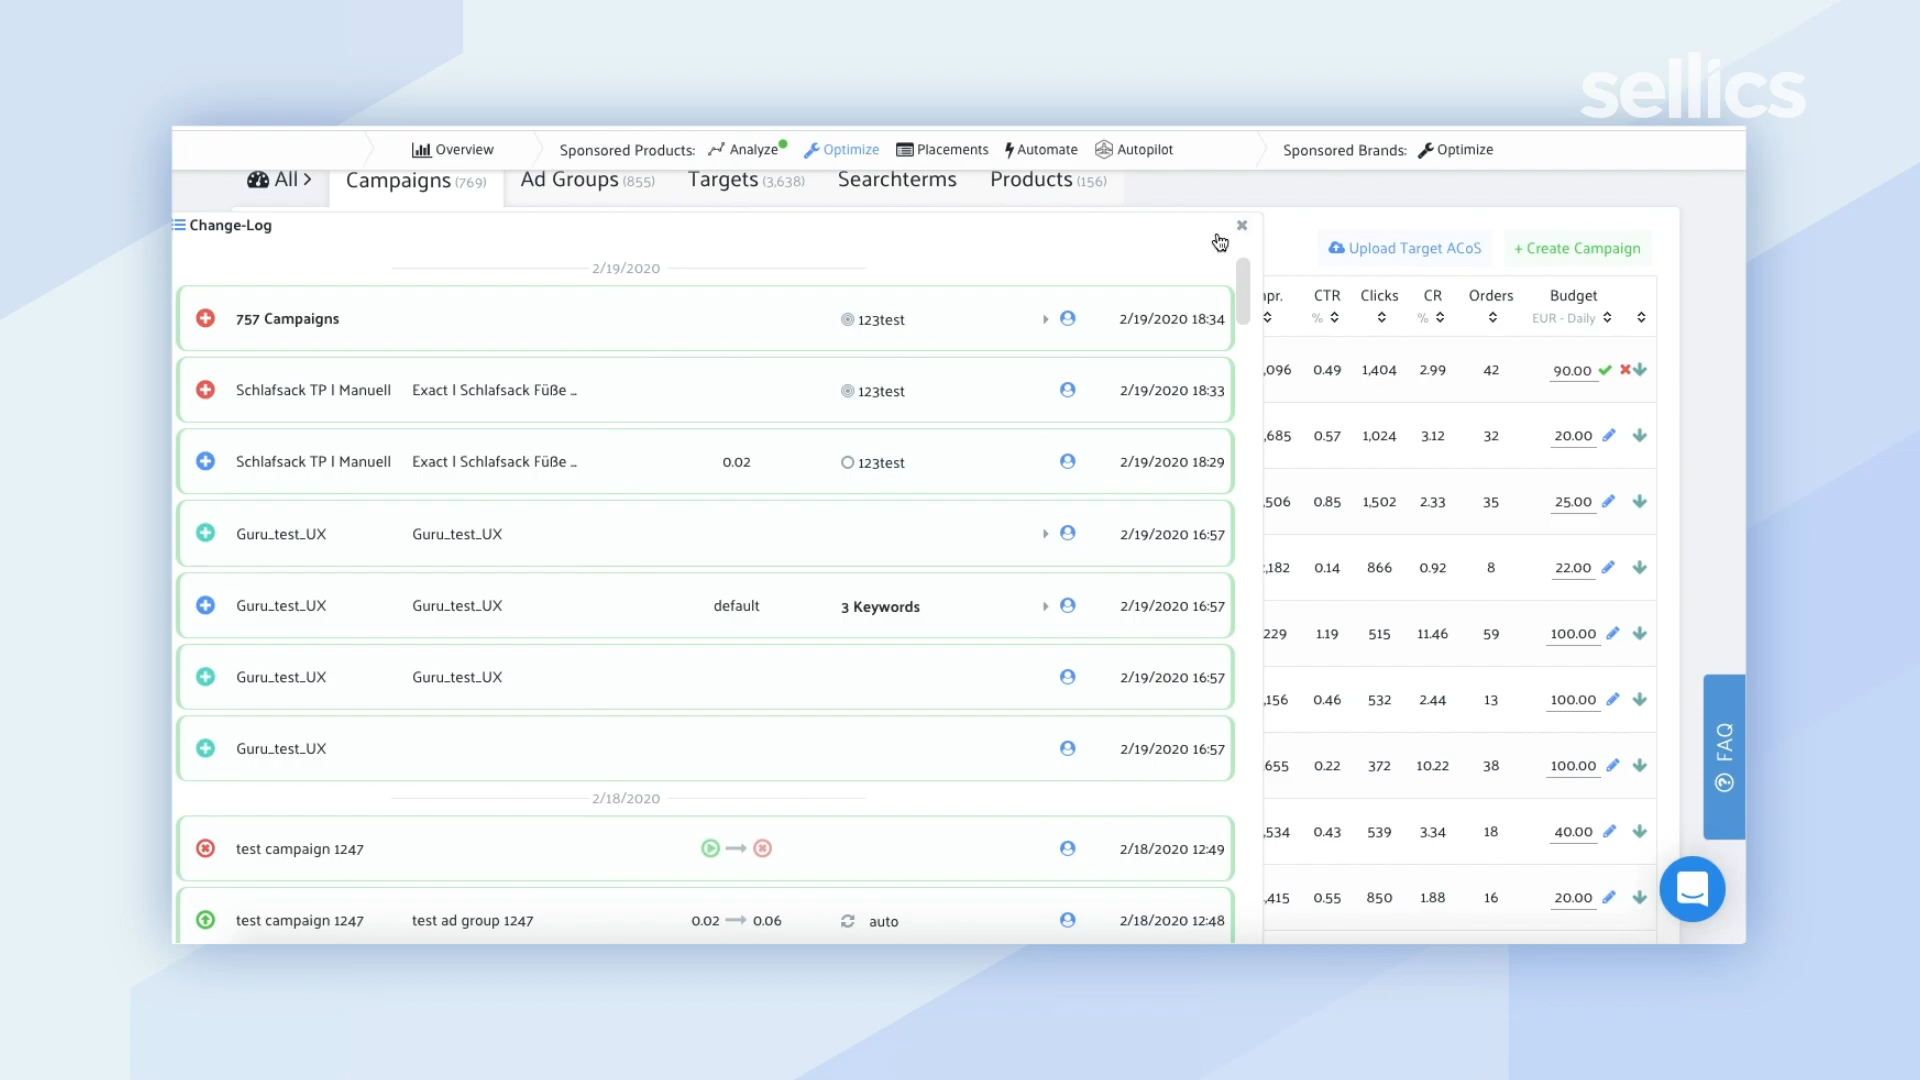 sellics
Overview Sponsored Products: Analyze Optimize Placements Automate Autopilot Sponsored Brands: Optimize
All Campaigns (769) Ad Groups (855) Targets (3,638) Searchterms Products (156)
Change-Log
Upload Target ACoS + Create Campaign
2/19/2020
CTR Clicks CR Orders Budget
% % EUR - Daily
757 Campaigns 123test 2/19/2020 18:34
,096 0.49 1,404 2.99 42 90.00
Schlafsack TP | Manuell Exact | Schlafsack Füße ... 123test 2/19/2020 18:33
,685 0.57 1,024 3.12 32 20.00
Schlafsack TP | Manuell Exact | Schlafsack Füße ... 0.02 123test 2/19/2020 18:29
,506 0.85 1,502 2.33 35 25.00
Guru_test_UX Guru_test_UX 2/19/2020 16:57
,182 0.14 866 0.92 8 22.00
Guru_test_UX Guru_test_UX default 3 Keywords 2/19/2020 16:57
229 1.19 515 11.46 59 100.00
Guru_test_UX Guru_test_UX 2/19/2020 16:57
,156 0.46 532 2.44 13 100.00
Guru_test_UX 2/19/2020 16:57
655 0.22 372 10.22 38 100.00
FAQ
2/18/2020
test campaign 1247 2/18/2020 12:49
,534 0.43 539 3.34 18 40.00
test campaign 1247 test ad group 1247 0.02 0.06 auto 2/18/2020 12:48
,415 0.55 850 1.88 16 20.00